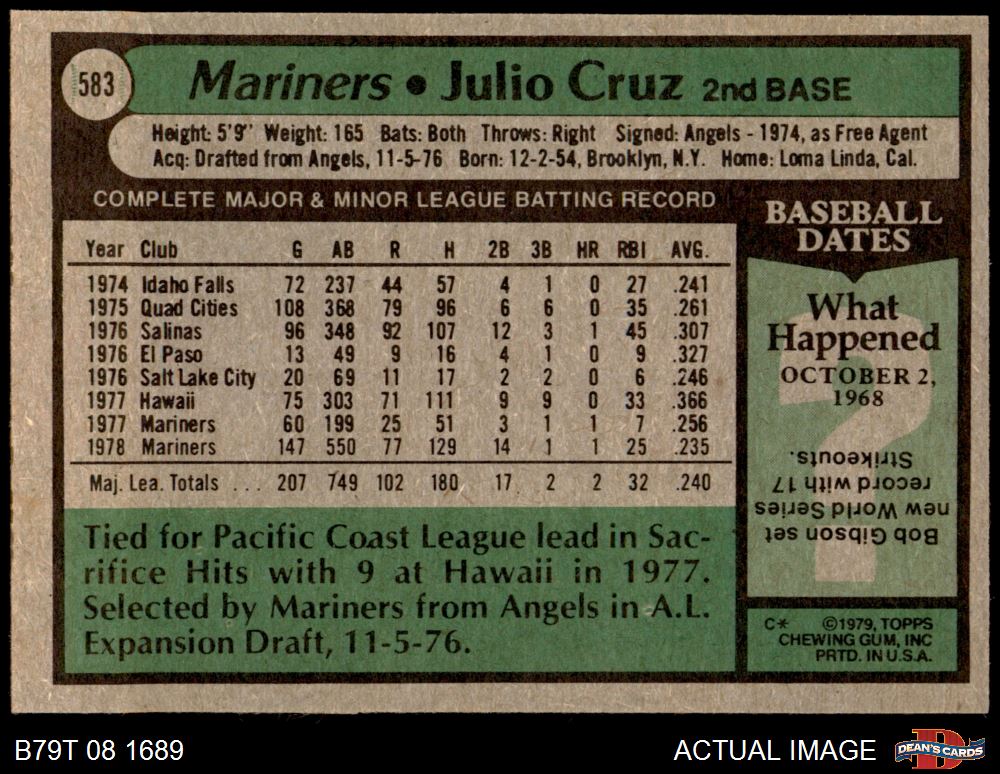 583
Mariners • Julio Cruz 2nd BASE
Height: 5'9" Weight: 165 Bats: Both Throws: Right Signed: Angels - 1974, as Free Agent
Acq: Drafted from Angels, 11-5-76 Born: 12-2-54, Brooklyn, N.Y. Home: Loma Linda, Cal.
COMPLETE MAJOR & MINOR LEAGUE BATTING RECORD
Year Club G AB R H 2B 3B HR RBI AVG.
1974 Idaho Falls 72 237 44 57 4 1 0 27 .241
1975 Quad Cities 108 368 79 96 6 6 0 35 .261
1976 Salinas 96 348 92 107 12 3 1 45 .307
1976 El Paso 13 49 9 16 4 1 0 9 .327
1976 Salt Lake City 20 69 11 17 2 2 0 6 .246
1977 Hawaii 75 303 71 111 9 9 0 33 .366
1977 Mariners 60 199 25 51 3 1 1 7 .256
1978 Mariners 147 550 77 129 14 1 1 25 .235
Maj. Lea. Totals ... 207 749 102 180 17 2 2 32 .240
Tied for Pacific Coast League lead in Sac-
rifice Hits with 9 at Hawaii in 1977.
Selected by Mariners from Angels in A.L.
Expansion Draft, 11-5-76.
BASEBALL
DATES
What
Happened
OCTOBER 2,
1968
?
Bob Gibson set
new World Series
record with 17
Strikeouts.
C* ©1979, TOPPS
CHEWING GUM, INC
PRTD. IN U.S.A.
B79T 08 1689
ACTUAL IMAGE
D
DEAN'S CARDS